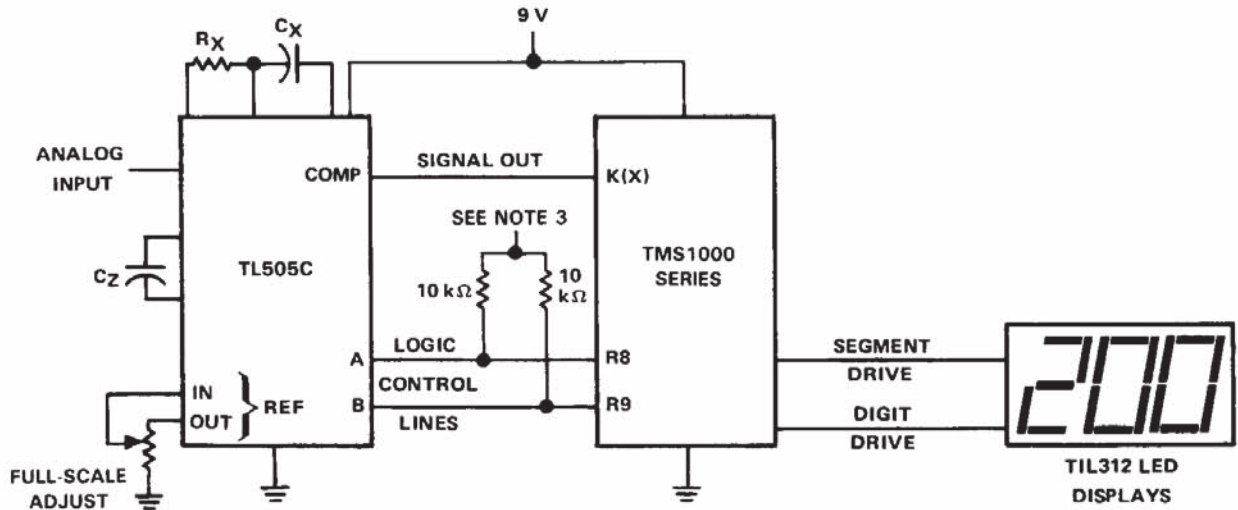 9 V
RX
CX
ANALOG
INPUT
COMP
SIGNAL OUT
K(X)
SEE NOTE 3
CZ
TL505C
10 kΩ
10
kΩ
TMS1000
SERIES
A
LOGIC
R8
CONTROL
B
LINES
R9
IN
OUT
REF
FULL-SCALE
ADJUST
SEGMENT
DRIVE
DIGIT
DRIVE
200
TIL312 LED
DISPLAYS